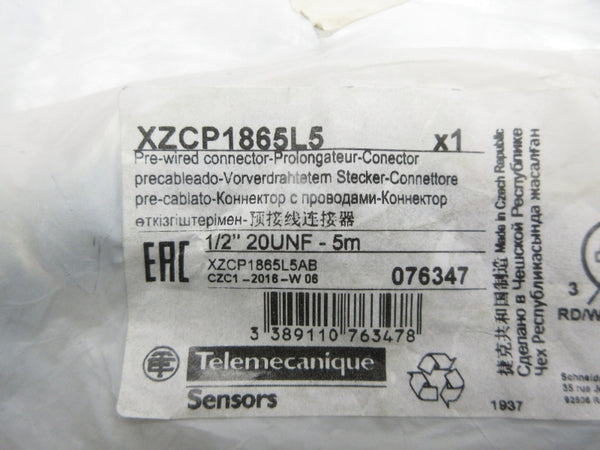 XZCP1865L5 x1
Pre-wired connector-Prolongateur-Conector
precableado-Vorverdrahtetem Stecker-Connettore
pre-cablato-Коннектор с проводами-Коннектор
өткізгіштерімен-预接线连接器
1/2" 20UNF - 5m
EAC
XZCP1865L5AB
CZC1-2016-W 06
076347
3 389110 763478
Telemecanique
Sensors
捷克共和国制造 Made in Czech Republic
Сделано в Чешской Республике
Чех Республикасында жасалған
1937
3
RD/W
Schneid
35 rue J
92506 R